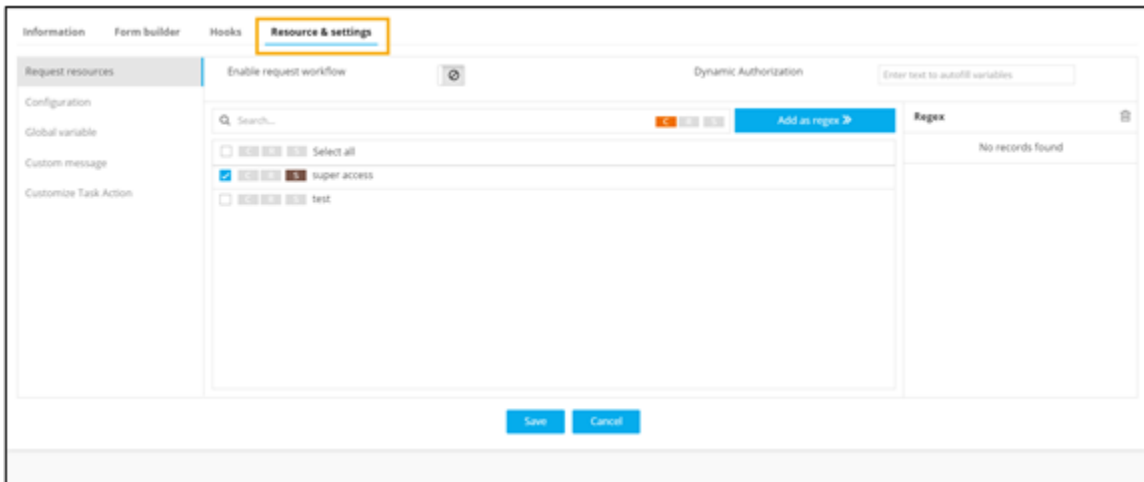 Information Form builder Hooks Resource & settings
Request resources
Configuration
Global variable
Custom message
Customize Task Action
Enable request workflow
Dynamic Authorization Enter text to autofill variables
Search... C R S Add as regex
C R S Select all
C R S super access
C R S test
Regex
No records found
Save Cancel